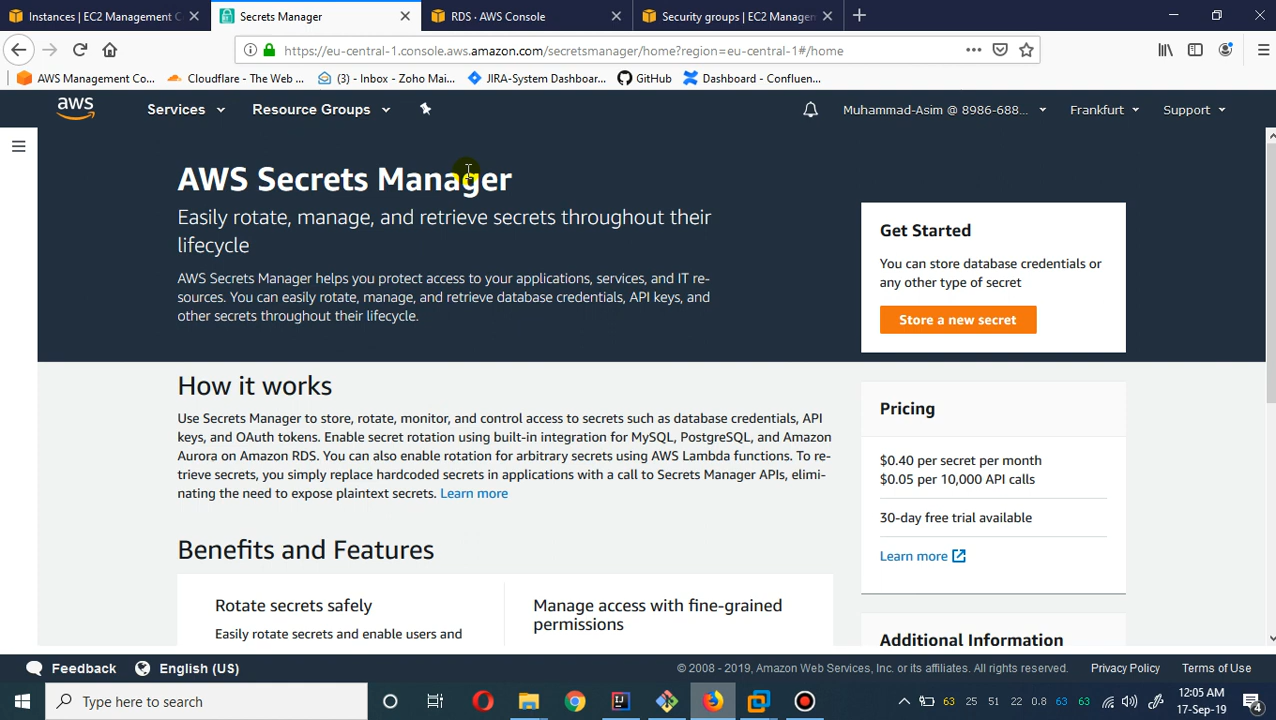 Instances | EC2 Management C
Secrets Manager
RDS · AWS Console
Security groups | EC2 Managem
https://eu-central-1.console.aws.amazon.com/secretsmanager/home?region=eu-central-1#/home
AWS Management Co...
Cloudflare - The Web ...
(3) - Inbox - Zoho Mai...
JIRA-System Dashboar...
GitHub
Dashboard - Confluen...
aws
Services
Resource Groups
Muhammad-Asim @ 8986-688...
Frankfurt
Support
AWS Secrets Manager
Easily rotate, manage, and retrieve secrets throughout their
lifecycle
AWS Secrets Manager helps you protect access to your applications, services, and IT re-
sources. You can easily rotate, manage, and retrieve database credentials, API keys, and
other secrets throughout their lifecycle.
Get Started
You can store database credentials or
any other type of secret
Store a new secret
How it works
Use Secrets Manager to store, rotate, monitor, and control access to secrets such as database credentials, API
keys, and OAuth tokens. Enable secret rotation using built-in integration for MySQL, PostgreSQL, and Amazon
Aurora on Amazon RDS. You can also enable rotation for arbitrary secrets using AWS Lambda functions. To re-
trieve secrets, you simply replace hardcoded secrets in applications with a call to Secrets Manager APIs, elimi-
nating the need to expose plaintext secrets. Learn more
Pricing
$0.40 per secret per month
$0.05 per 10,000 API calls
30-day free trial available
Learn more
Benefits and Features
Rotate secrets safely
Easily rotate secrets and enable users and
Manage access with fine-grained
permissions
Additional Information
Feedback
English (US)
© 2008 - 2019, Amazon Web Services, Inc. or its affiliates. All rights reserved.
Privacy Policy
Terms of Use
Type here to search
63 25 51 22 0.8 63 63
12:05 AM
17-Sep-19
4